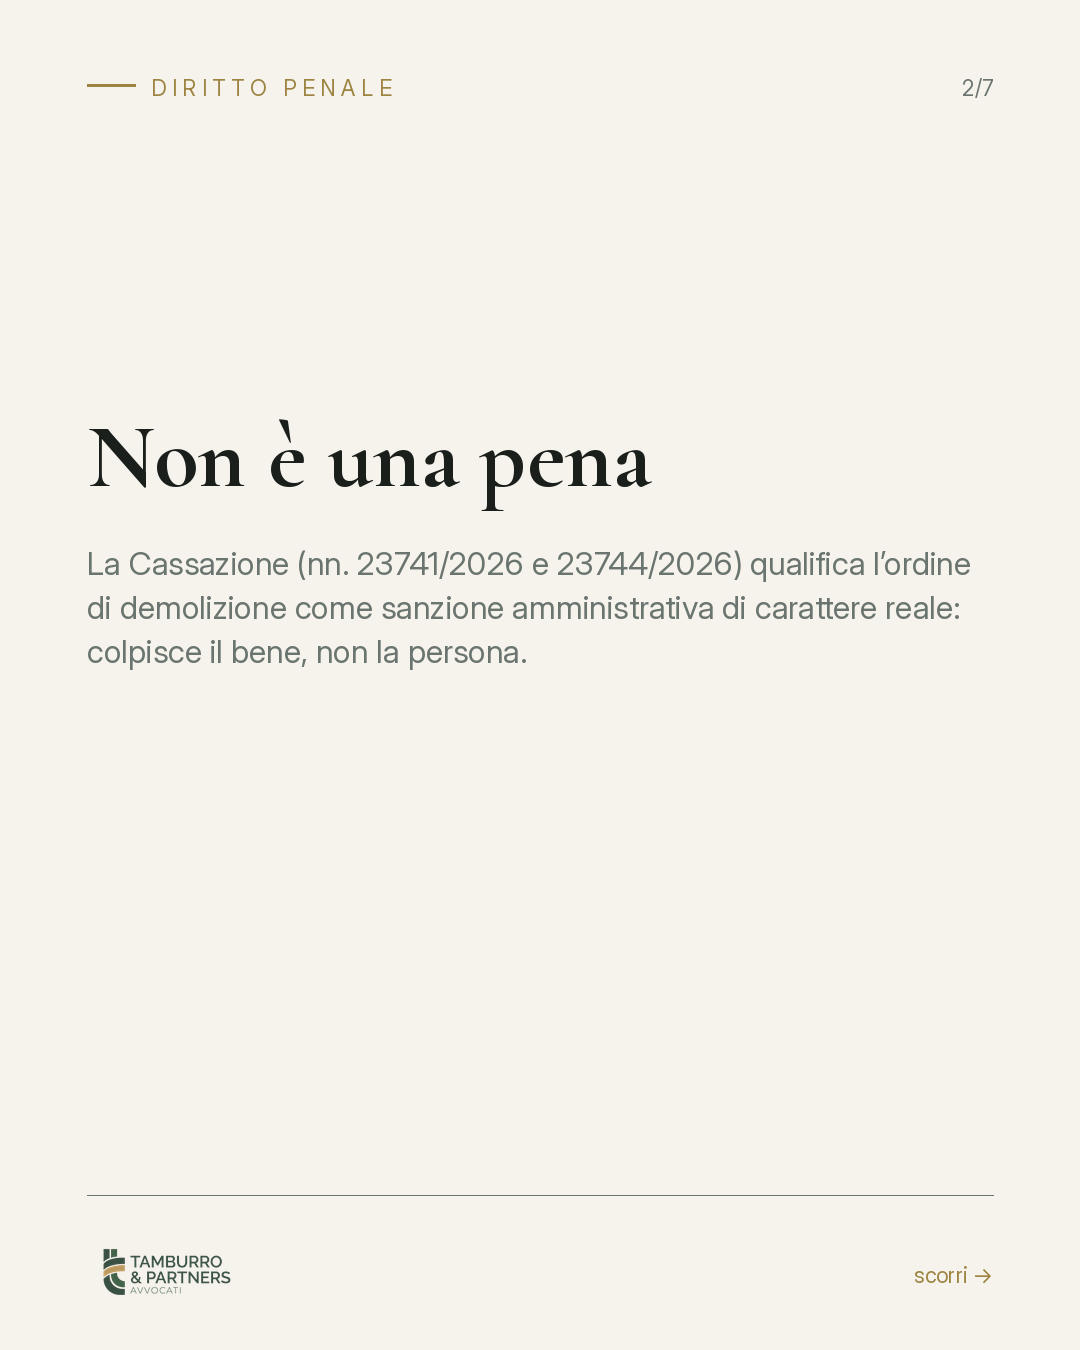 DIRITTO PENALE
2/7
Non è una pena
La Cassazione (nn. 23741/2026 e 23744/2026) qualifica l’ordine
di demolizione come sanzione amministrativa di carattere reale:
colpisce il bene, non la persona.
TAMBURRO
& PARTNERS
AVVOCATI
scorri →